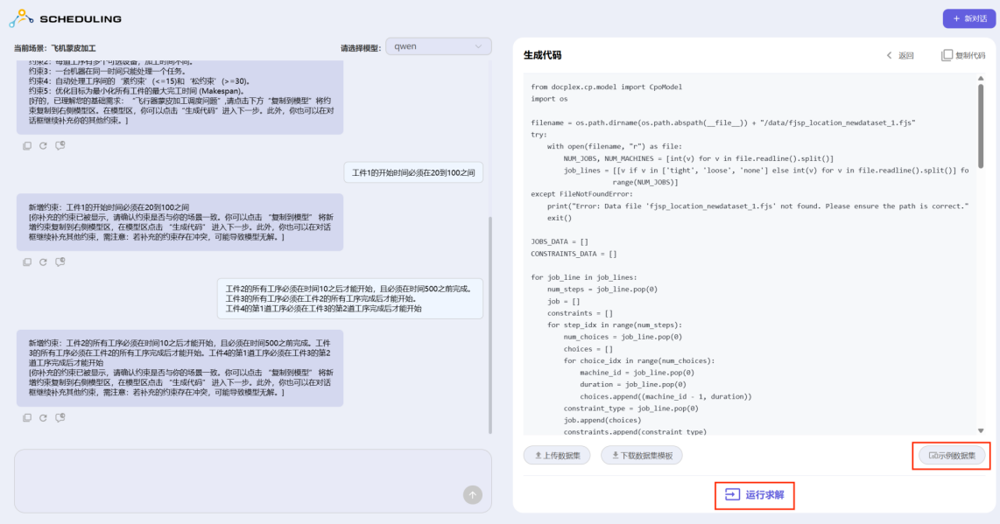 SCHEDULING
+ 新对话
当前场景：飞机蒙皮加工
请选择模型：
qwen
约束2：每道工序有多个可选设备，加工时间不同。
约束3：一台机器在同一时间只能处理一个任务。
约束4：自动处理工序间的‘紧约束’(<=15)和‘松约束’(>=30)。
约束5：优化目标为最小化所有工件的最大完工时间 (Makespan)。
[好的，已理解您的基础需求：“飞行器蒙皮加工调度问题”,请点击下方“复制到模型”将约
束复制到右侧模型区。在模型区，你可以点击“生成代码”进入下一步。此外，你也可以在对
话框继续补充你的其他约束。]
工件1的开始时间必须在20到100之间
新增约束：工件1的开始时间必须在20到100之间
[你补充的约束已被显示，请确认约束是否与你的场景一致。你可以点击 “复制到模型” 将新
增约束复制到右侧模型区，在模型区点击 “生成代码” 进入下一步。此外，你也可以在对话
框继续补充其他约束，需注意：若补充的约束存在冲突，可能导致模型无解。]
工件2的所有工序必须在时间10之后才能开始，且必须在时间500之前完成。
工件3的所有工序必须在工件2的所有工序完成后才能开始。
工件4的第1道工序必须在工件3的第2道工序完成后才能开始
新增约束：工件2的所有工序必须在时间10之后才能开始，且必须在时间500之前完成。工件
3的所有工序必须在工件2的所有工序完成后才能开始。工件4的第1道工序必须在工件3的第2
道工序完成后才能开始
[你补充的约束已被显示，请确认约束是否与你的场景一致。你可以点击 “复制到模型” 将新
增约束复制到右侧模型区，在模型区点击 “生成代码” 进入下一步。此外，你也可以在对话
框继续补充其他约束，需注意：若补充的约束存在冲突，可能导致模型无解。]
生成代码
返回
复制代码
from docplex.cp.model import CpoModel
import os
filename = os.path.dirname(os.path.abspath(__file__)) + "/data/fjsp_location_newdataset_1.fjs"
try:
    with open(filename, "r") as file:
        NUM_JOBS, NUM_MACHINES = [int(v) for v in file.readline().split()]
        job_lines = [[v if v in ['tight', 'loose', 'none'] else int(v) for v in file.readline().split()] fo
                     range(NUM_JOBS)]
except FileNotFoundError:
    print("Error: Data file 'fjsp_location_newdataset_1.fjs' not found. Please ensure the path is correct."
    exit()
JOBS_DATA = []
CONSTRAINTS_DATA = []
for job_line in job_lines:
    num_steps = job_line.pop(0)
    job = []
    constraints = []
    for step_idx in range(num_steps):
        num_choices = job_line.pop(0)
        choices = []
        for choice_idx in range(num_choices):
            machine_id = job_line.pop(0)
            duration = job_line.pop(0)
            choices.append((machine_id - 1, duration))
        constraint_type = job_line.pop(0)
        job.append(choices)
        constraints.append(constraint_type)
上传数据集
下载数据集模板
示例数据集
运行求解